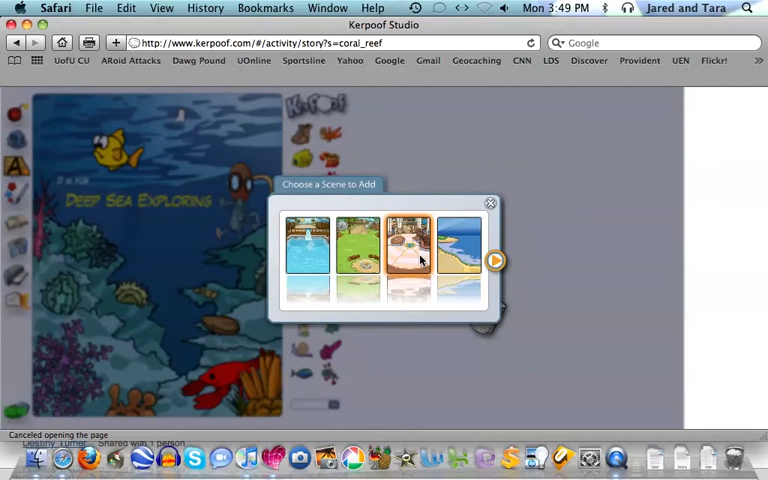 Safari File Edit View History Bookmarks Window Help Mon 3:49 PM Jared and Tara
Kerpoof Studio
http://www.kerpoof.com/#/activity/story?s=coral_reef
Google
UofU CU ARoid Attacks Dawg Pound UOnline Sportsline Yahoo Google Gmail Geocaching CNN LDS Discover Provident UEN Flickr! >>
KerPoof
D is for
Deep Sea Exploring
Choose a Scene to Add
Canceled opening the page
Destiny_Turner Shared with 1 person